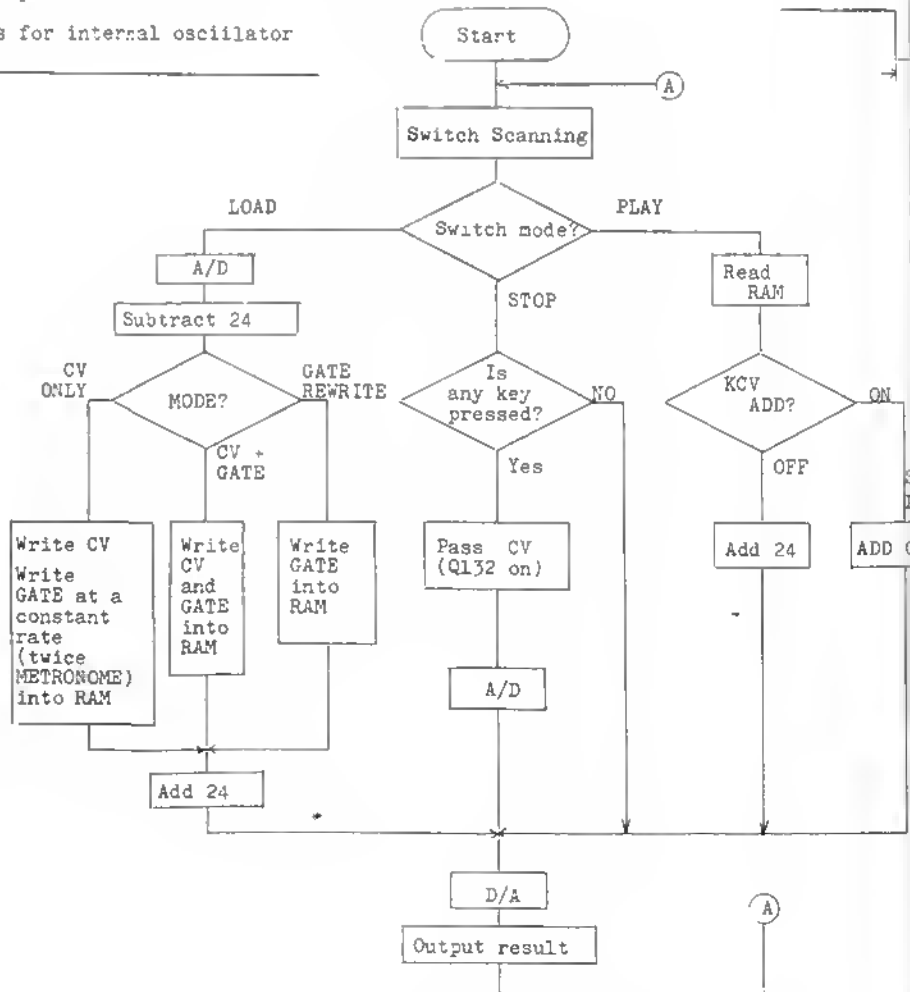 s for internal osciilator
Start
A
Switch Scanning
LOAD
Switch mode?
PLAY
A/D
Read
RAM
STOP
Subtract 24
CV
ONLY
MODE?
GATE
REWRITE
Is
any key
pressed?
NO
KCV
ADD?
ON
CV +
GATE
Yes
OFF
Write CV
Write
GATE at a
constant
rate
(twice
METRONOME)
into RAM
Write
CV
and
GATE
into
RAM
Write
GATE
into
RAM
Pass CV
(Q132 on)
Add 24
ADD
A/D
Add 24
D/A
A
Output result